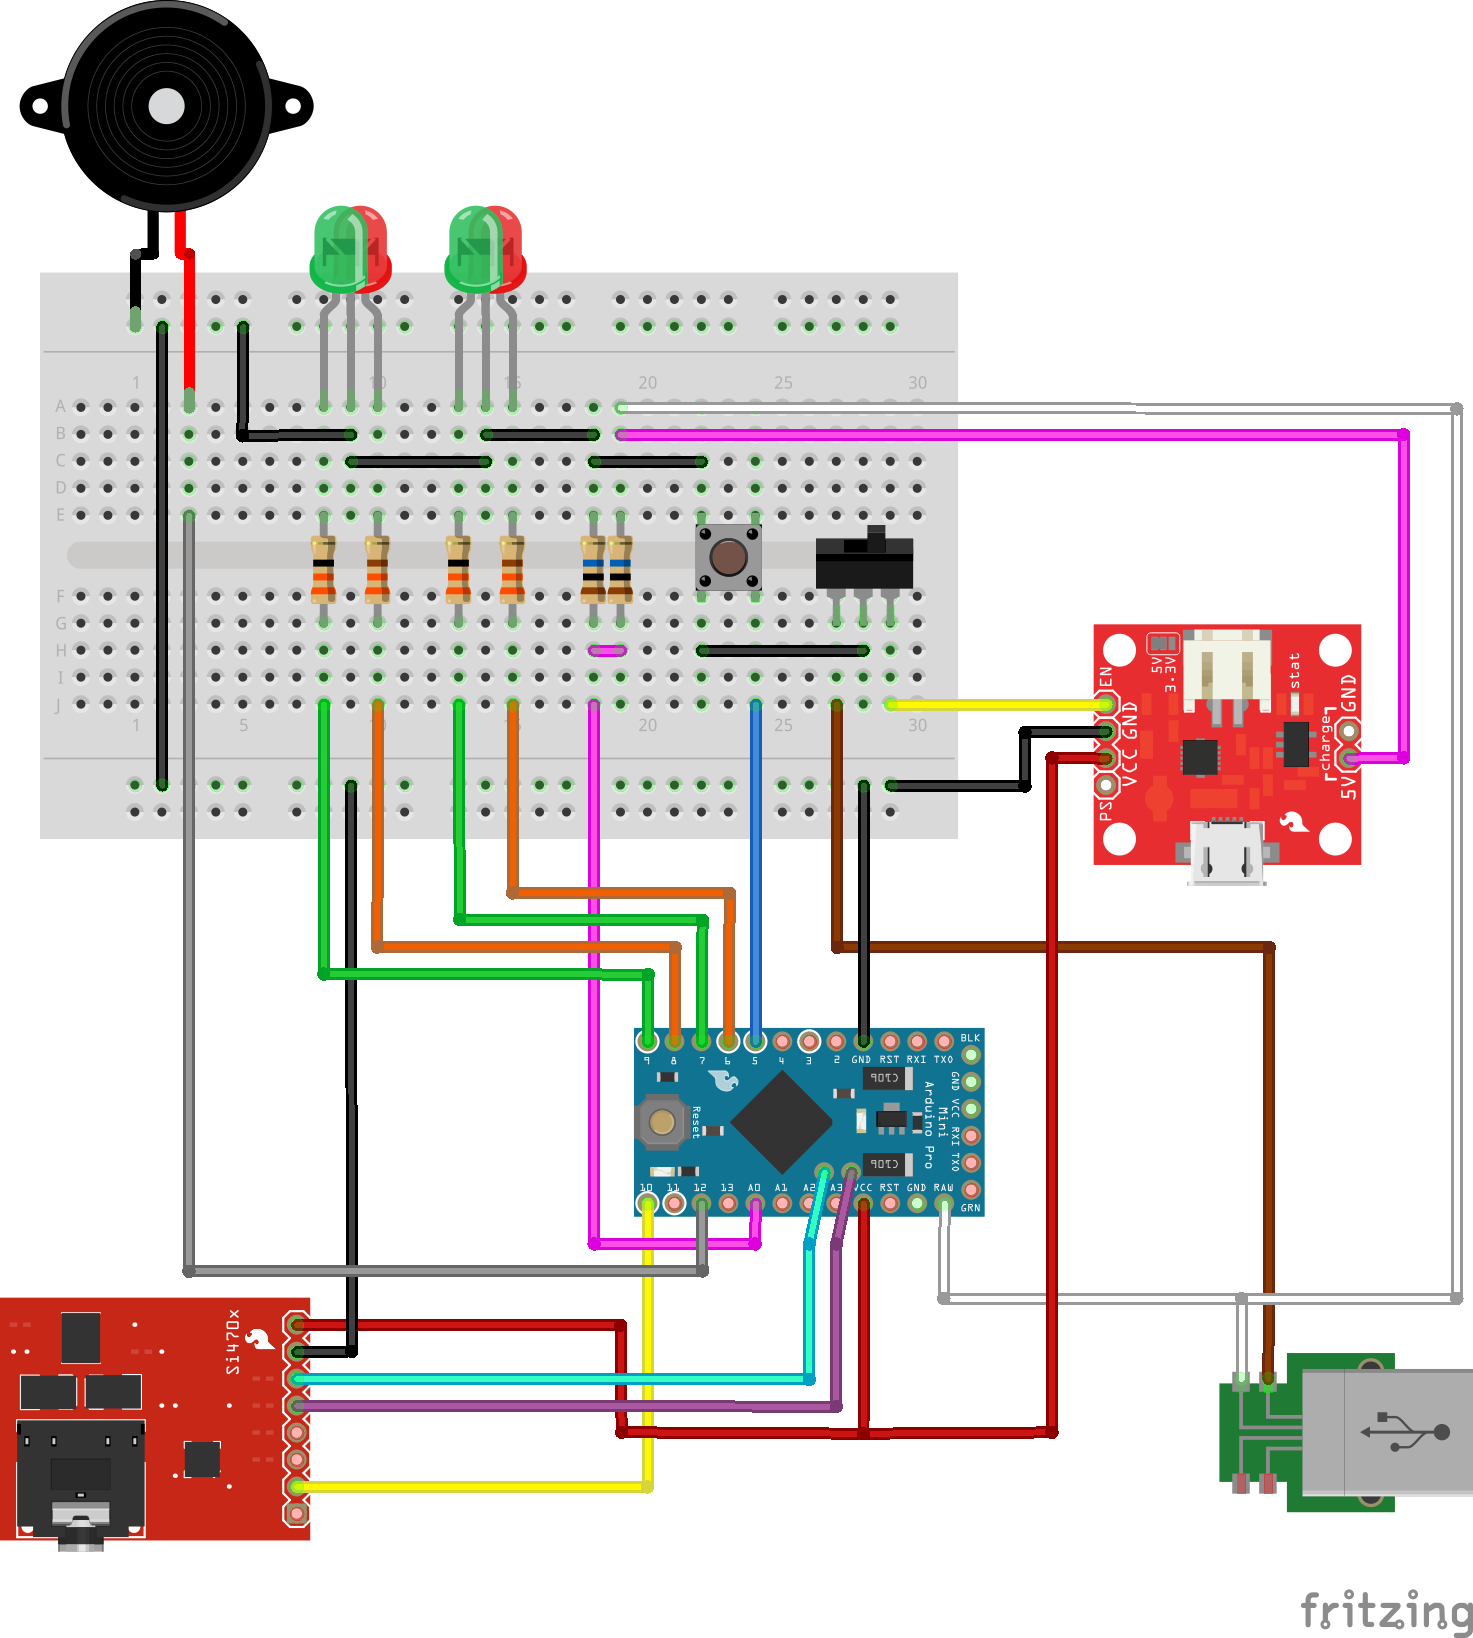 1
5
10
15
20
25
30
A
B
C
D
E
F
G
H
I
J
1
5
20
25
30
EN
GND
VCC
PS
5V
3.3V
stat
charge
GND
5V
9
8
7
6
5
4
3
2
GND
RST
RXI
TXO
BLK
GND
VCC
RXI
TXO
GRN
Reset
Arduino Pro
Mini
10
11
12
13
A0
A1
A2
A3
VCC
RST
GND
RAW
Si470x
fritzing